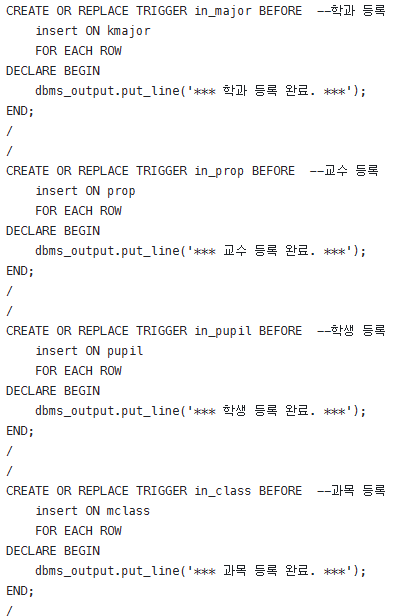 CREATE OR REPLACE TRIGGER in_major BEFORE  --학과 등록
    insert ON kmajor
    FOR EACH ROW
DECLARE BEGIN
    dbms_output.put_line('*** 학과 등록 완료. ***');
END;
/
/
CREATE OR REPLACE TRIGGER in_prop BEFORE  --교수 등록
    insert ON prop
    FOR EACH ROW
DECLARE BEGIN
    dbms_output.put_line('*** 교수 등록 완료. ***');
END;
/
/
CREATE OR REPLACE TRIGGER in_pupil BEFORE  --학생 등록
    insert ON pupil
    FOR EACH ROW
DECLARE BEGIN
    dbms_output.put_line('*** 학생 등록 완료. ***');
END;
/
/
CREATE OR REPLACE TRIGGER in_class BEFORE  --과목 등록
    insert ON mclass
    FOR EACH ROW
DECLARE BEGIN
    dbms_output.put_line('*** 과목 등록 완료. ***');
END;
/